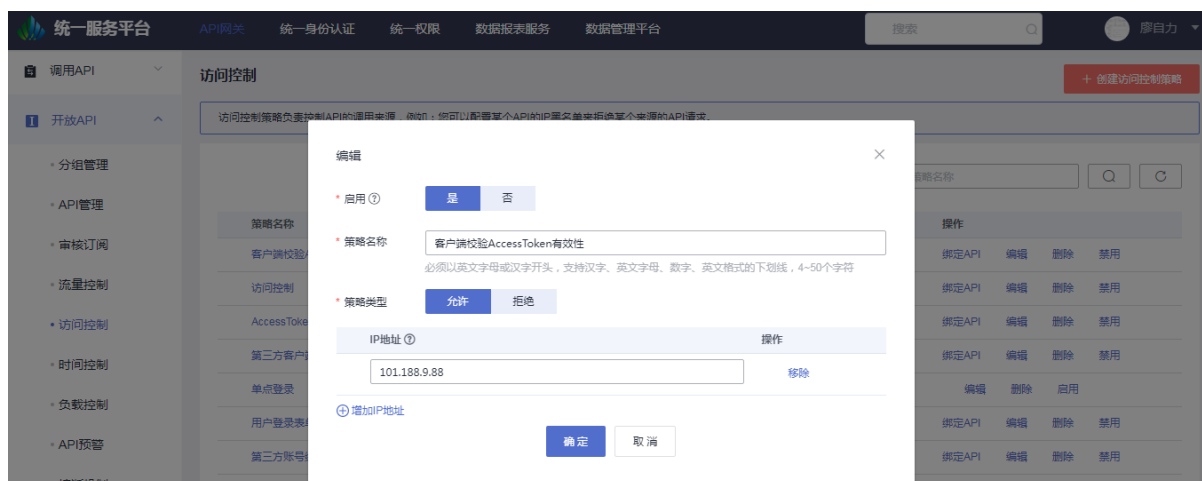 统一服务平台 API网关 统一身份认证 统一权限 数据报表服务 数据管理平台 搜索 廖自力
调用API
访问控制
+ 创建访问控制策略
开放API
访问控制策略负责控制API的调用来源，例如：您可以配置某个API的IP黑名单来拒绝某个来源的API请求。
分组管理
API管理
审核订阅
流量控制
访问控制
时间控制
负载控制
API预警
编辑
* 启用 是 否
* 策略名称 客户端校验AccessToken有效性
必须以英文字母或汉字开头，支持汉字、英文字母、数字、英文格式的下划线，4~50个字符
* 策略类型 允许 拒绝
IP地址 操作
101.188.9.88 移除
增加IP地址
确定 取消
策略名称
策略名称 操作
客户端校验 绑定API 编辑 删除 禁用
访问控制 绑定API 编辑 删除 禁用
AccessToke 绑定API 编辑 删除 禁用
第三方客户 绑定API 编辑 删除 禁用
单点登录 编辑 删除 启用
用户登录表 绑定API 编辑 删除 禁用
第三方账号 绑定API 编辑 删除 禁用